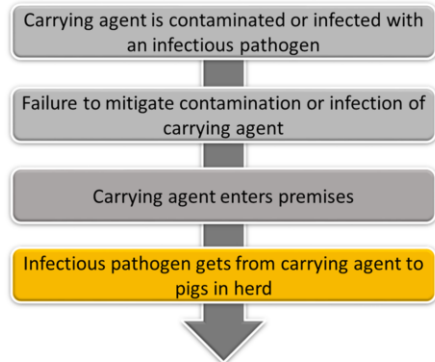 Carrying agent is contaminated or infected with
an infectious pathogen
Failure to mitigate contamination or infection of
carrying agent
Carrying agent enters premises
Infectious pathogen gets from carrying agent to
pigs in herd